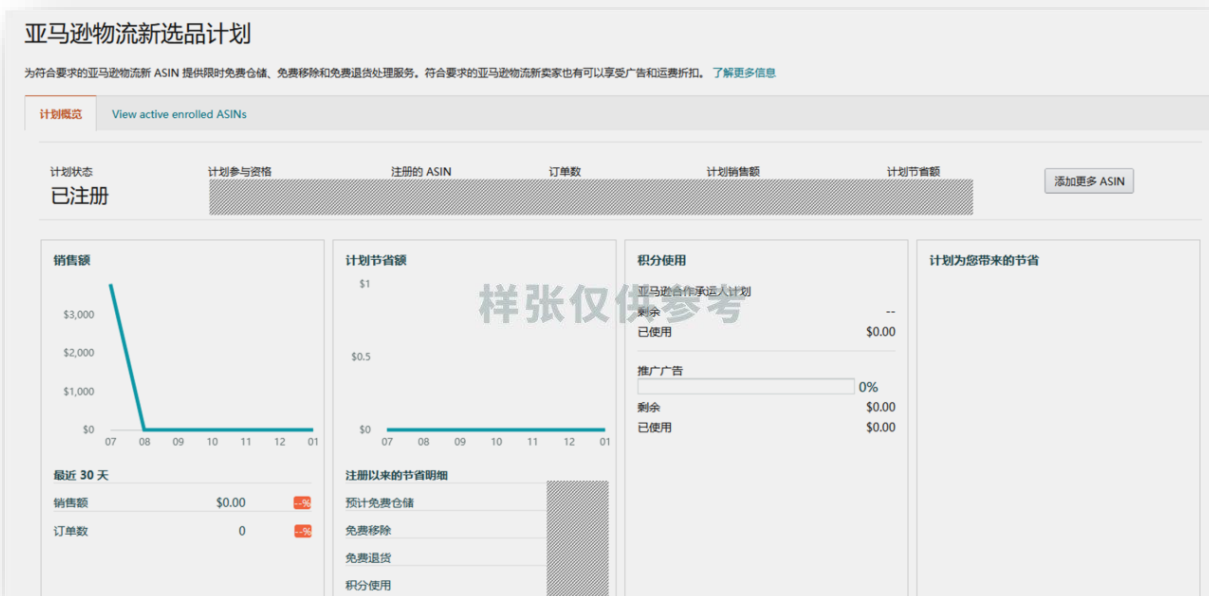 亚马逊物流新选品计划
为符合要求的亚马逊物流新 ASIN 提供限时免费仓储、免费移除和免费退货处理服务。符合要求的亚马逊物流新卖家也有可以享受广告和运费折扣。 了解更多信息
计划概览 View active enrolled ASINs
计划状态 计划参与资格 注册的 ASIN 订单数 计划销售额 计划节省额
已注册
添加更多 ASIN
销售额
$3,000
$2,000
$1,000
$0
07 08 09 10 11 12 01
最近 30 天
销售额 $0.00 --%
订单数 0 --%
计划节省额
$1
$0.5
$0
07 08 09 10 11 12 01
注册以来的节省明细
预计免费仓储
免费移除
免费退货
积分使用
积分使用
亚马逊合作承运人计划
剩余 --
已使用 $0.00
推广广告
0%
剩余 $0.00
已使用 $0.00
计划为您带来的节省
样张仅供参考